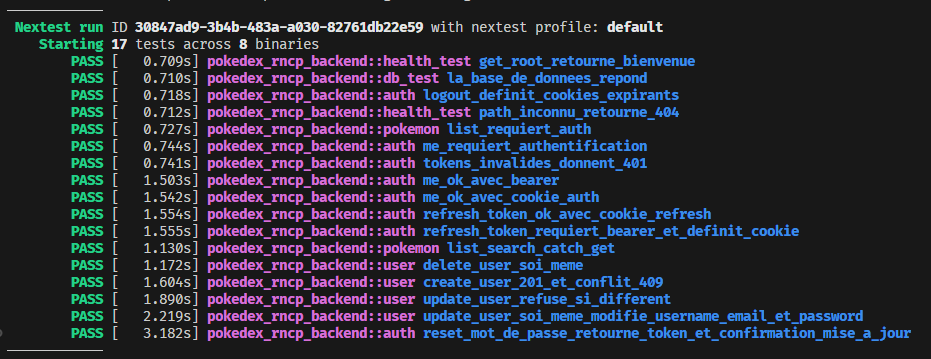 Nextest run ID 30847ad9-3b4b-483a-a030-82761db22e59 with nextest profile: default
Starting 17 tests across 8 binaries
PASS [   0.709s] pokedex_rncp_backend::health_test get_root_retourne_bienvenue
PASS [   0.710s] pokedex_rncp_backend::db_test la_base_de_donnees_repond
PASS [   0.718s] pokedex_rncp_backend::auth logout_definit_cookies_expirants
PASS [   0.712s] pokedex_rncp_backend::health_test path_inconnu_retourne_404
PASS [   0.727s] pokedex_rncp_backend::pokemon list_requiert_auth
PASS [   0.744s] pokedex_rncp_backend::auth me_requiert_authentification
PASS [   0.741s] pokedex_rncp_backend::auth tokens_invalides_donnent_401
PASS [   1.503s] pokedex_rncp_backend::auth me_ok_avec_bearer
PASS [   1.542s] pokedex_rncp_backend::auth me_ok_avec_cookie_auth
PASS [   1.554s] pokedex_rncp_backend::auth refresh_token_ok_avec_cookie_refresh
PASS [   1.555s] pokedex_rncp_backend::auth refresh_token_requiert_bearer_et_definit_cookie
PASS [   1.130s] pokedex_rncp_backend::pokemon list_search_catch_get
PASS [   1.172s] pokedex_rncp_backend::user delete_user_soi_meme
PASS [   1.604s] pokedex_rncp_backend::user create_user_201_et_conflit_409
PASS [   1.890s] pokedex_rncp_backend::user update_user_refuse_si_different
PASS [   2.219s] pokedex_rncp_backend::user update_user_soi_meme_modifie_username_email_et_password
PASS [   3.182s] pokedex_rncp_backend::auth reset_mot_de_passe_retourne_token_et_confirmation_mise_a_jour